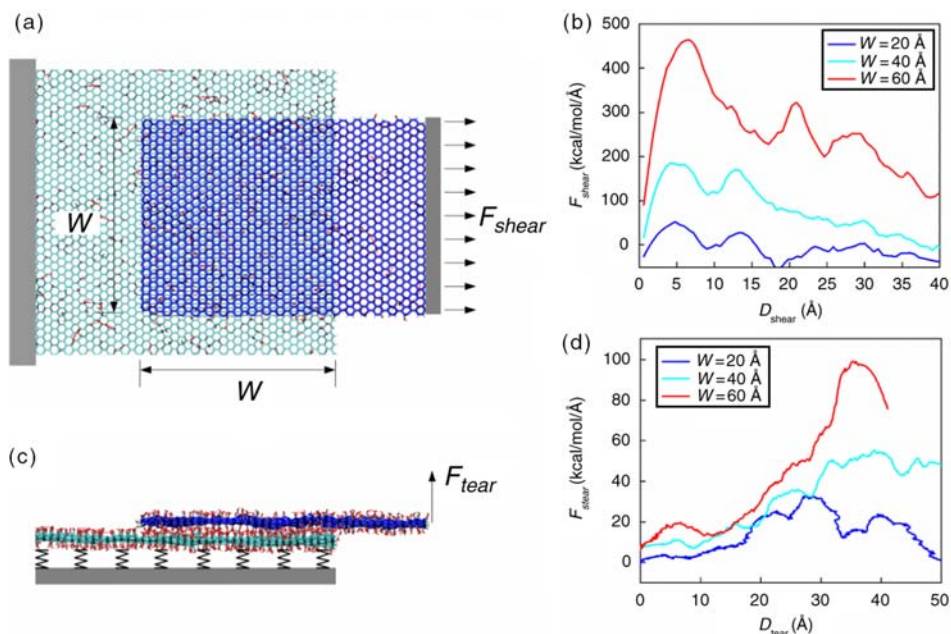 (a)
W
W
F_shear
(b)
500
400
300
200
100
0
F_shear (kcal/mol/Å)
W = 20 Å
W = 40 Å
W = 60 Å
0 5 10 15 20 25 30 35 40
D_shear (Å)
(c)
F_tear
(d)
100
80
60
40
20
0
F_stear (kcal/mol/Å)
W = 20 Å
W = 40 Å
W = 60 Å
0 10 20 30 40 50
D_tear (Å)